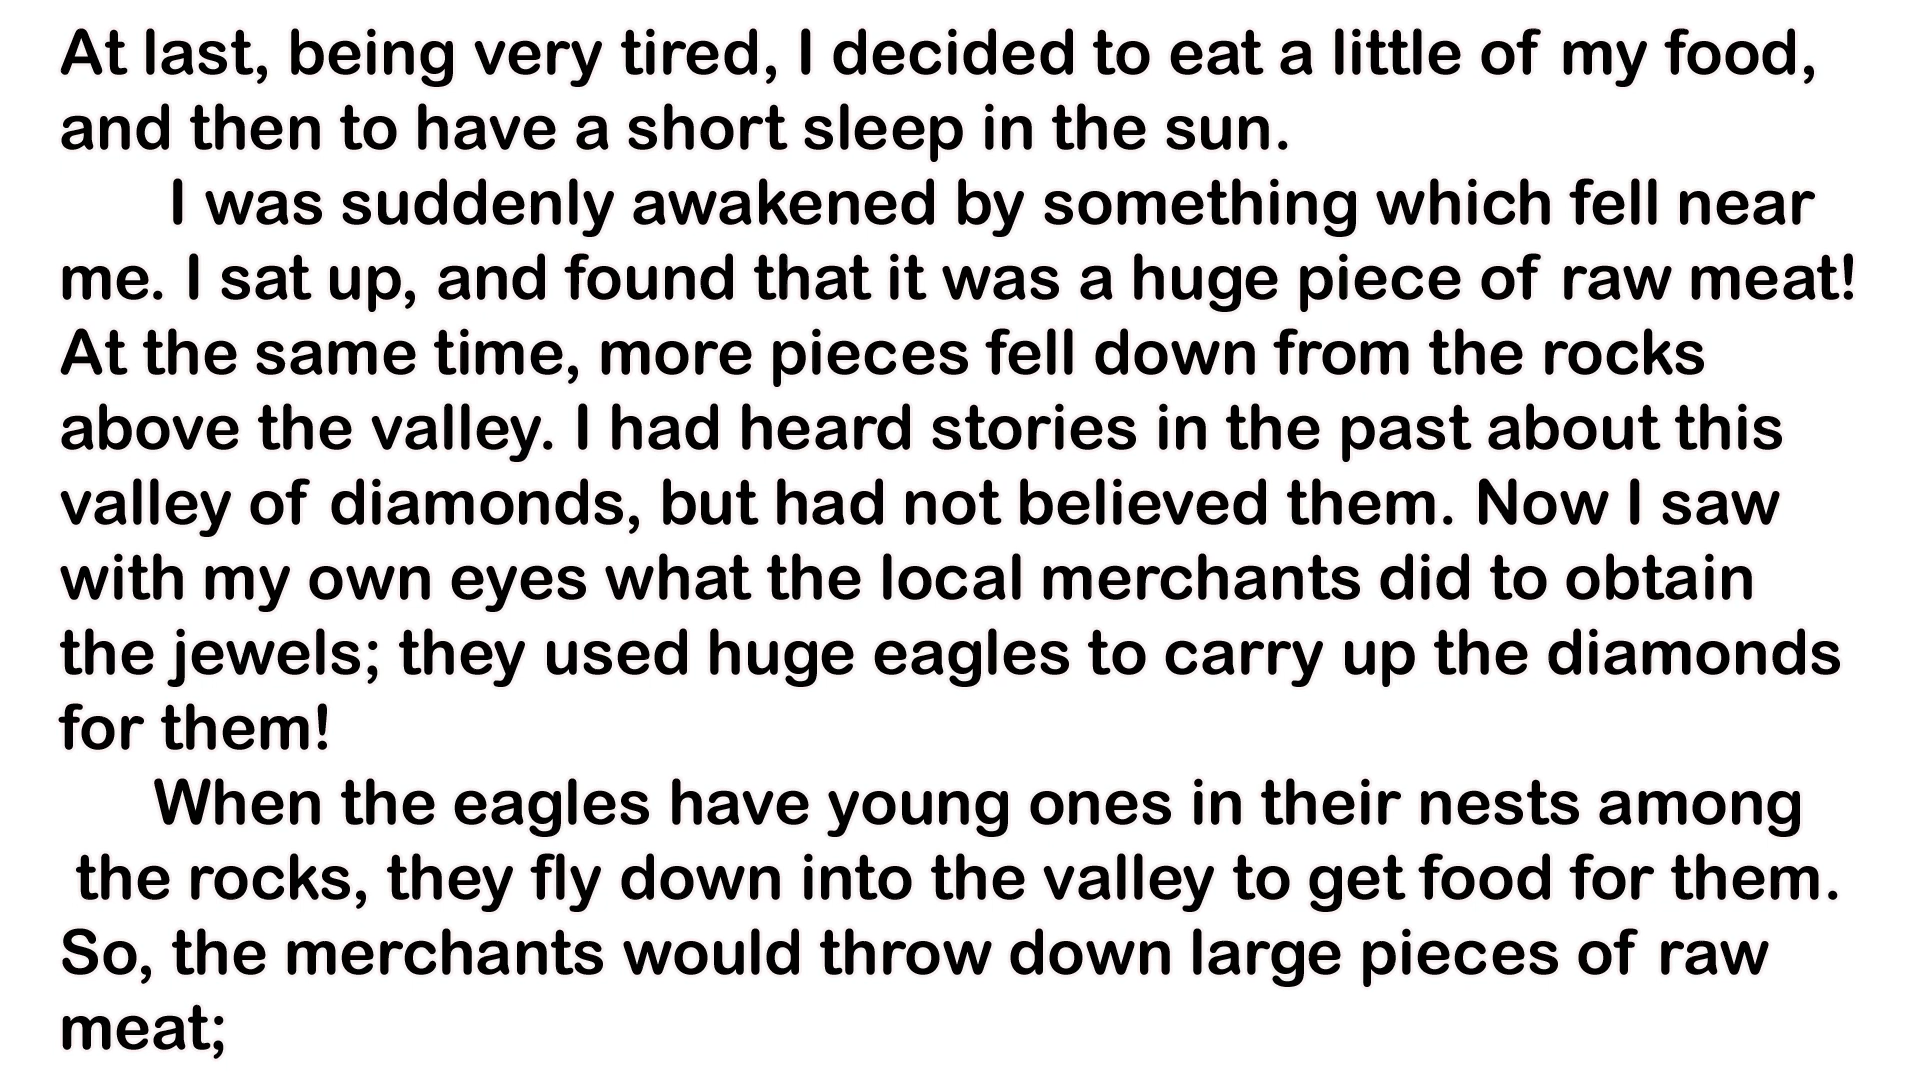 At last, being very tired, I decided to eat a little of my food,
and then to have a short sleep in the sun.
I was suddenly awakened by something which fell near
me. I sat up, and found that it was a huge piece of raw meat!
At the same time, more pieces fell down from the rocks
above the valley. I had heard stories in the past about this
valley of diamonds, but had not believed them. Now I saw
with my own eyes what the local merchants did to obtain
the jewels; they used huge eagles to carry up the diamonds
for them!
When the eagles have young ones in their nests among
the rocks, they fly down into the valley to get food for them.
So, the merchants would throw down large pieces of raw
meat;